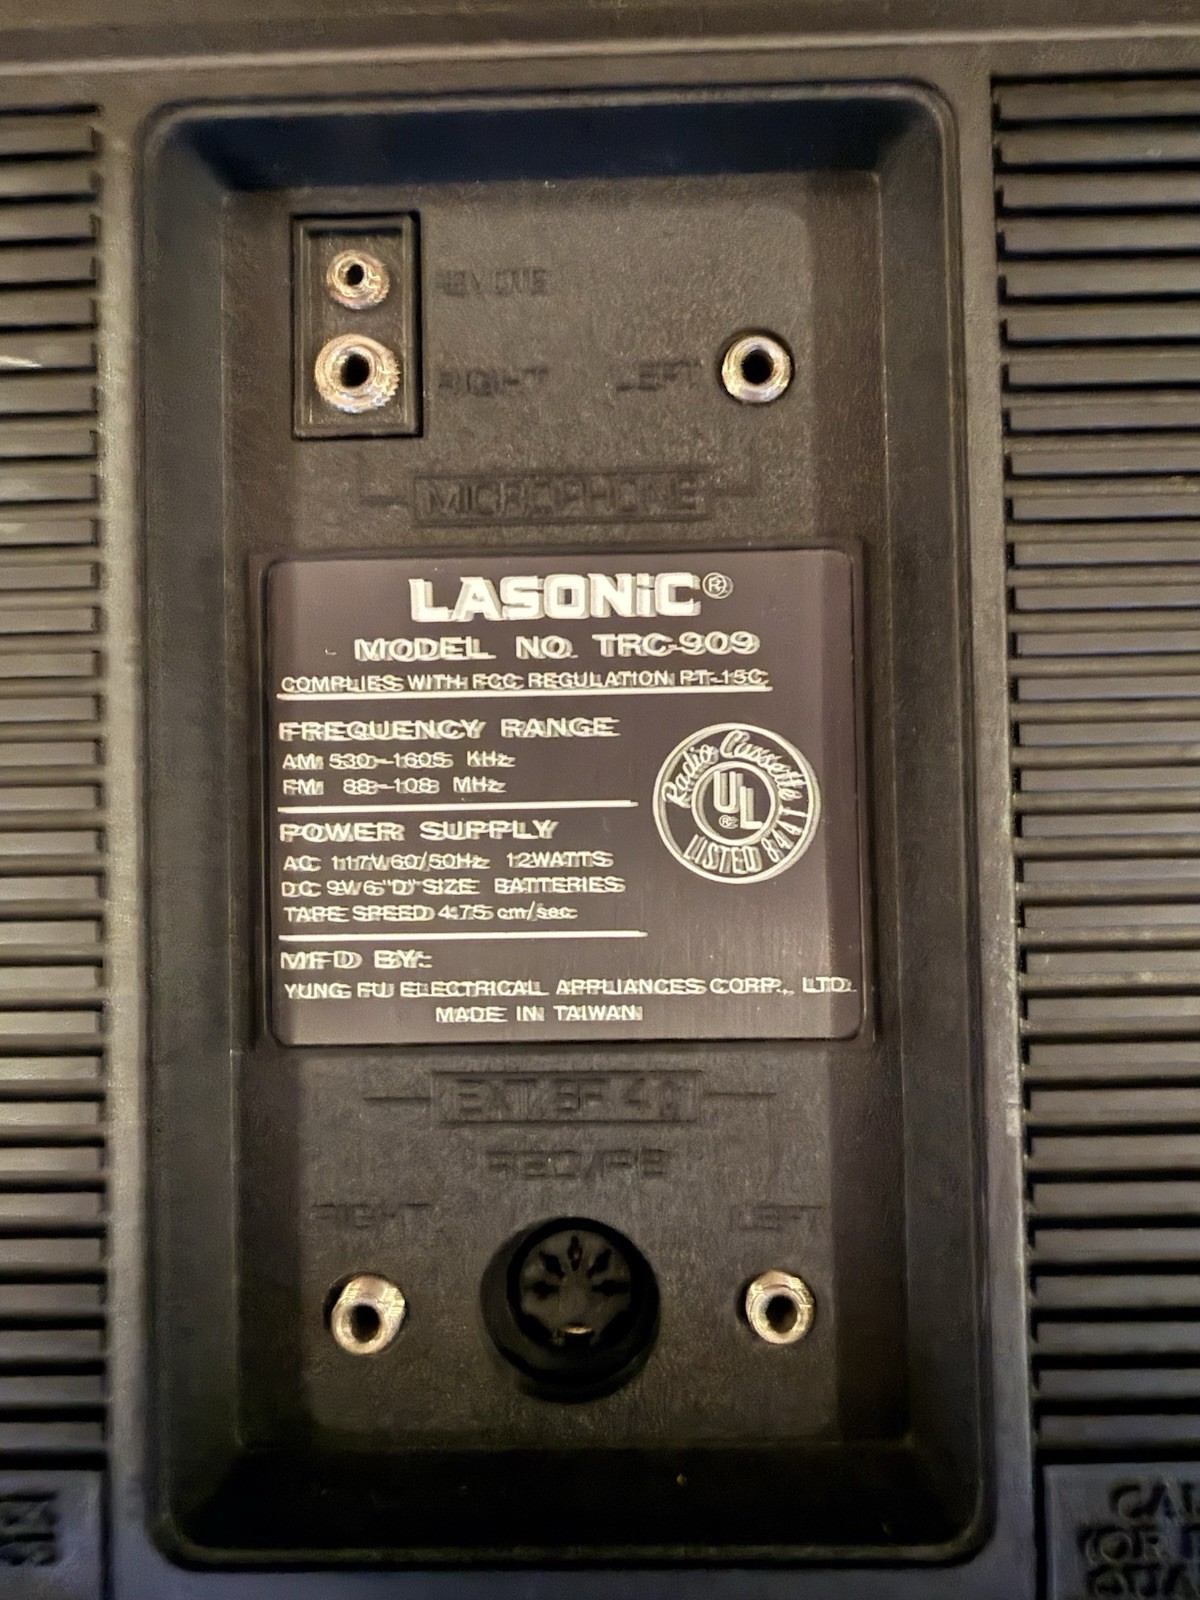 REMOTE
RIGHT LEFT
MICROPHONE
LASONiC®
MODEL NO. TRC-909
COMPLIES WITH FCC REGULATION PT-15C
FREQUENCY RANGE
AM: 530-1605 KHz
FM: 88-108 MHz
Radio Cassette
UL
®
LISTED 844T
POWER SUPPLY
AC 117V 60/50Hz 12WATTS
DC 9V 6"D" SIZE BATTERIES
TAPE SPEED 4.75 cm/sec
MFD BY:
YUNG FU ELECTRICAL APPLIANCES CORP., LTD.
MADE IN TAIWAN
REC/PB
RIGHT LEFT